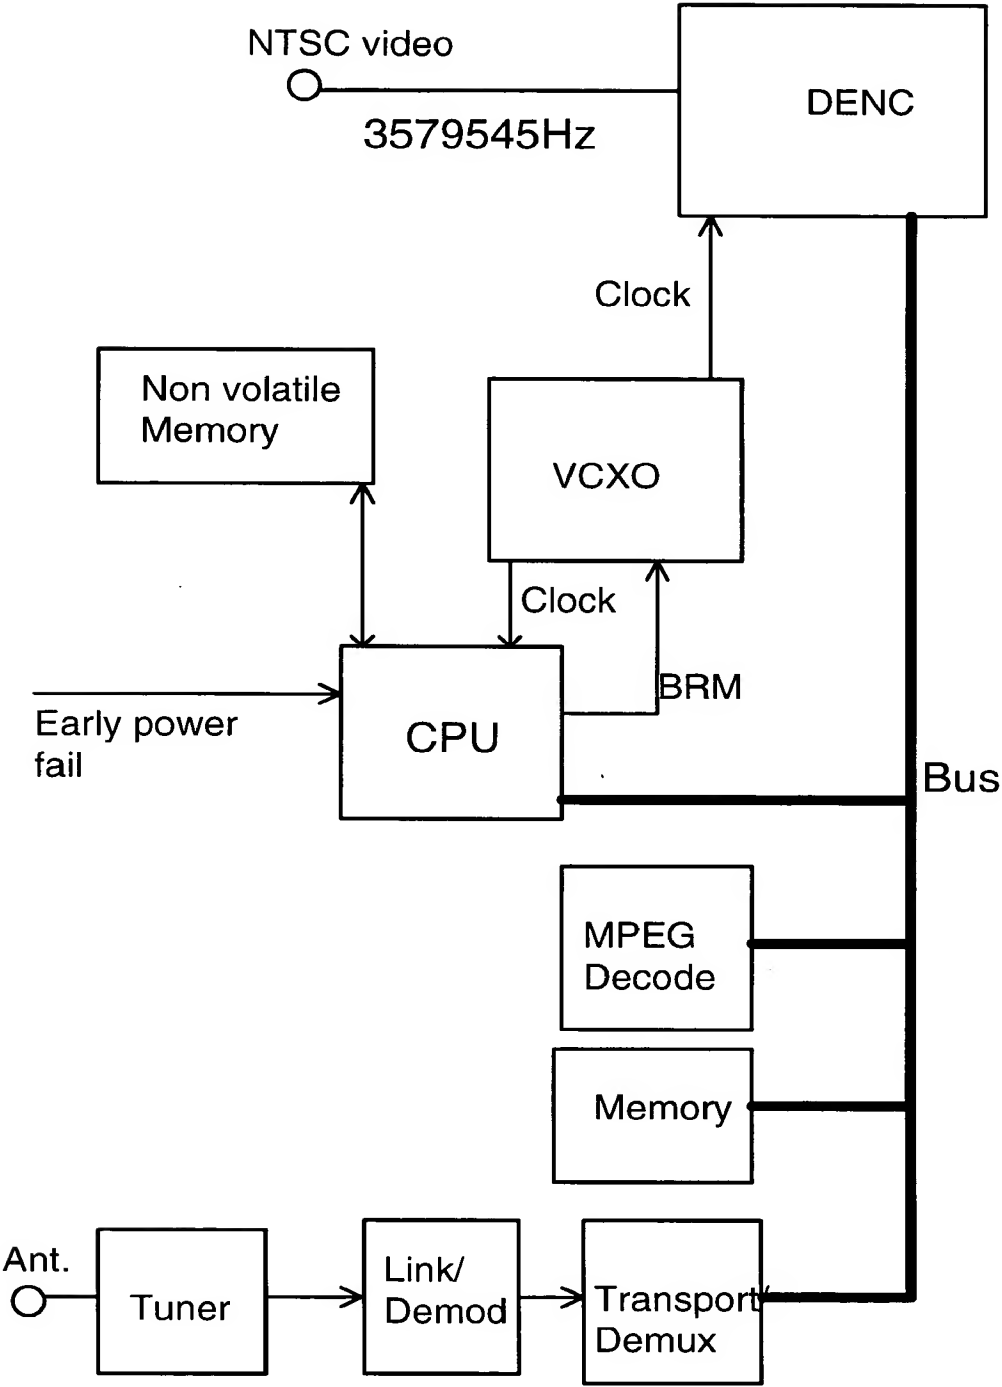 NTSC video
DENC
3579545Hz
Clock
Non volatile
Memory
VCXO
Clock
BRM
Early power
fail
CPU
Bus
MPEG
Decode
Memory
Ant.
Tuner
Link/
Demod
Transport/
Demux